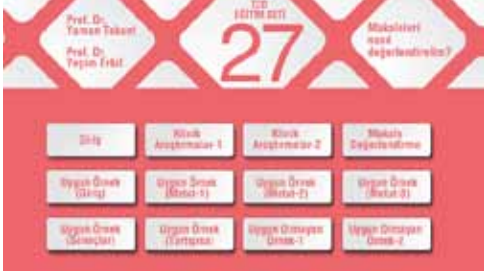 Prof. Dr.
Yaman Tokat
Prof. Dr.
Yeşim Erbil
TCD
EĞİTİM SETİ
27
Makaleleri
nasıl
değerlendirelim?
Giriş
Klinik
Araştırmalar 1
Klinik
Araştırmalar 2
Makale
Değerlendirme
Uygun Örnek
(Giriş)
Uygun Örnek
(Metot-1)
Uygun Örnek
(Metot-2)
Uygun Örnek
(Metot-3)
Uygun Örnek
(Sonuçlar)
Uygun Örnek
(Tartışma)
Uygun Olmayan
Örnek-1
Uygun Olmayan
Örnek-2